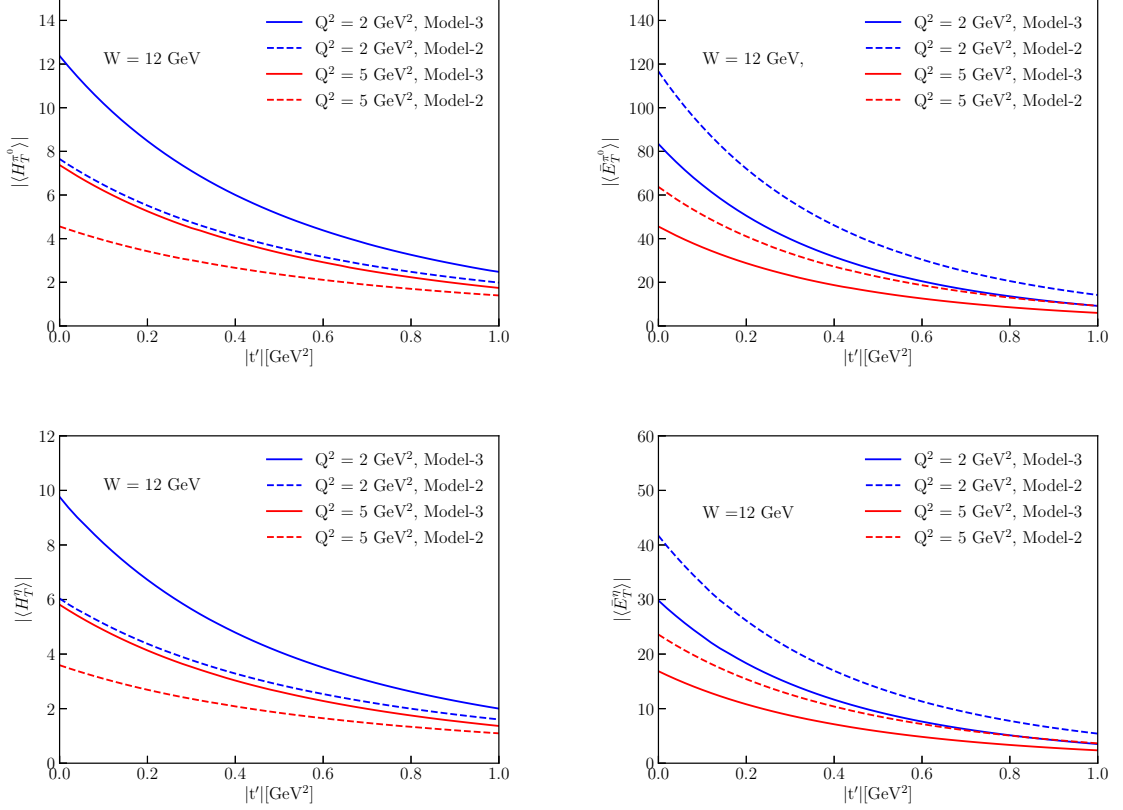 Q² = 2 GeV², Model-3
Q² = 2 GeV², Model-2
Q² = 5 GeV², Model-3
Q² = 5 GeV², Model-2
W = 12 GeV
14
12
10
8
6
4
2
0
0.0 0.2 0.4 0.6 0.8 1.0
|t′|[GeV²]
|⟨H_T^{π⁰}⟩|
Q² = 2 GeV², Model-3
Q² = 2 GeV², Model-2
Q² = 5 GeV², Model-3
Q² = 5 GeV², Model-2
W = 12 GeV,
140
120
100
80
60
40
20
0
0.0 0.2 0.4 0.6 0.8 1.0
|t′|[GeV²]
|⟨Ē_T^{π⁰}⟩|
Q² = 2 GeV², Model-3
Q² = 2 GeV², Model-2
Q² = 5 GeV², Model-3
Q² = 5 GeV², Model-2
W = 12 GeV
12
10
8
6
4
2
0
0.0 0.2 0.4 0.6 0.8 1.0
|t′|[GeV²]
|⟨H_T^η⟩|
Q² = 2 GeV², Model-3
Q² = 2 GeV², Model-2
Q² = 5 GeV², Model-3
Q² = 5 GeV², Model-2
W =12 GeV
60
50
40
30
20
10
0
0.0 0.2 0.4 0.6 0.8 1.0
|t′|[GeV²]
|⟨Ē_T^η⟩|